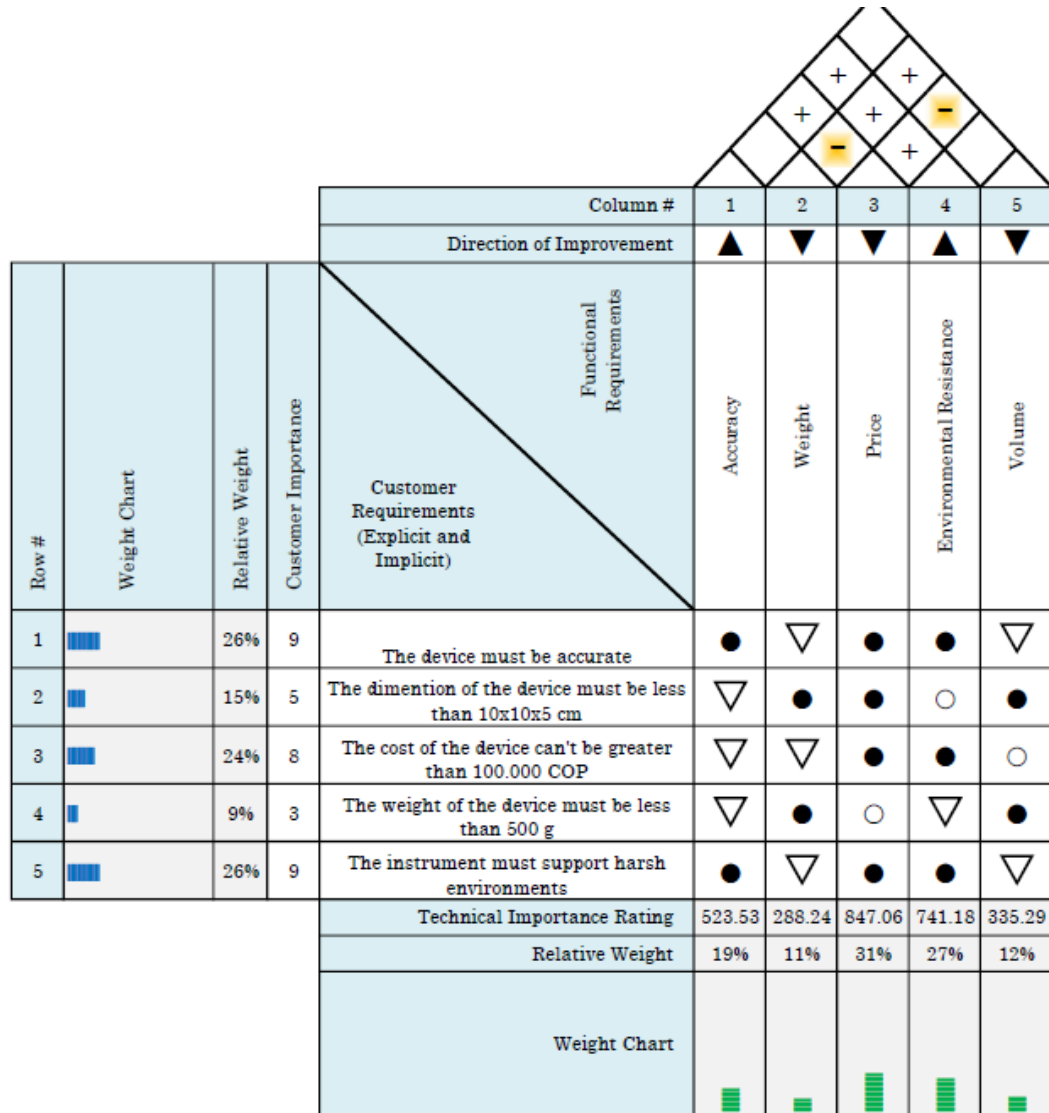 + +
+ + −
− +
Column # 1 2 3 4 5
Direction of Improvement ▲ ▼ ▼ ▲ ▼
Row #
Weight Chart
Relative Weight
Customer Importance
Functional
Requirements
Customer
Requirements
(Explicit and
Implicit)
Accuracy
Weight
Price
Environmental Resistance
Volume
1 26% 9 The device must be accurate ● ▽ ● ● ▽
2 15% 5 The dimention of the device must be less
than 10x10x5 cm ▽ ● ● ○ ●
3 24% 8 The cost of the device can't be greater
than 100.000 COP ▽ ▽ ● ● ○
4 9% 3 The weight of the device must be less
than 500 g ▽ ● ○ ▽ ●
5 26% 9 The instrument must support harsh
environments ● ▽ ● ● ▽
Technical Importance Rating 523.53 288.24 847.06 741.18 335.29
Relative Weight 19% 11% 31% 27% 12%
Weight Chart